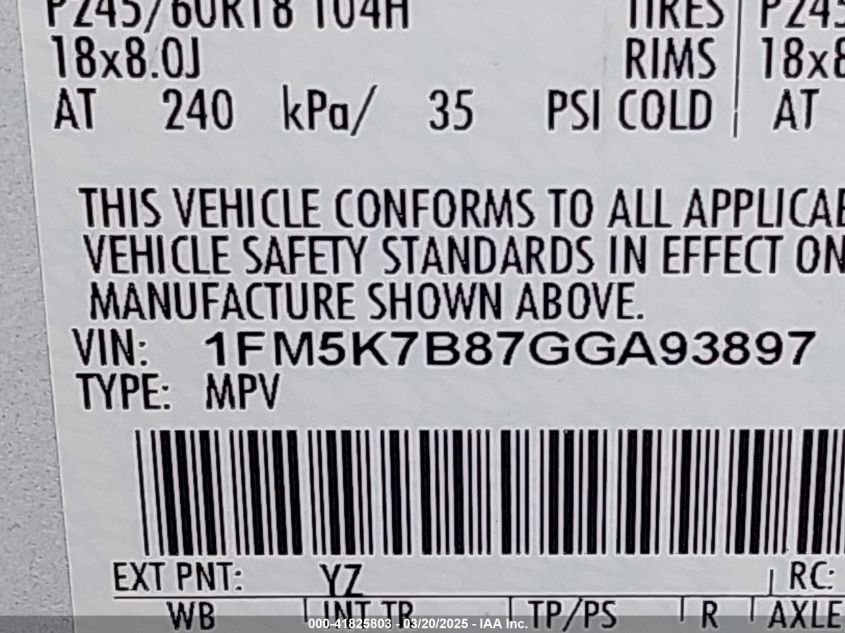 P245/60R18 104H TIRES P245
18x8.0J RIMS 18x8
AT 240 kPa/ 35 PSI COLD AT
THIS VEHICLE CONFORMS TO ALL APPLICAB
VEHICLE SAFETY STANDARDS IN EFFECT ON
MANUFACTURE SHOWN ABOVE.
VIN: 1FM5K7B87GGA93897
TYPE: MPV
EXT PNT: YZ RC:
WB INT TR TP/PS R AXLE
000-41825803 - 03/20/2025 - IAA Inc.